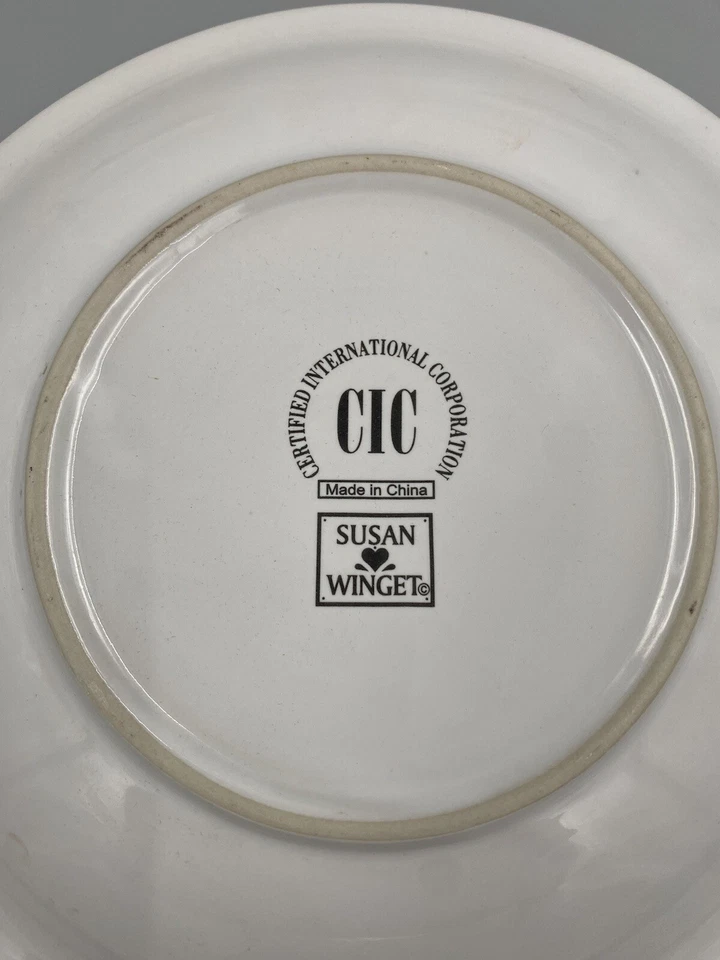 CERTIFIED INTERNATIONAL CORPORATION
CIC
Made in China
SUSAN
WINGET©